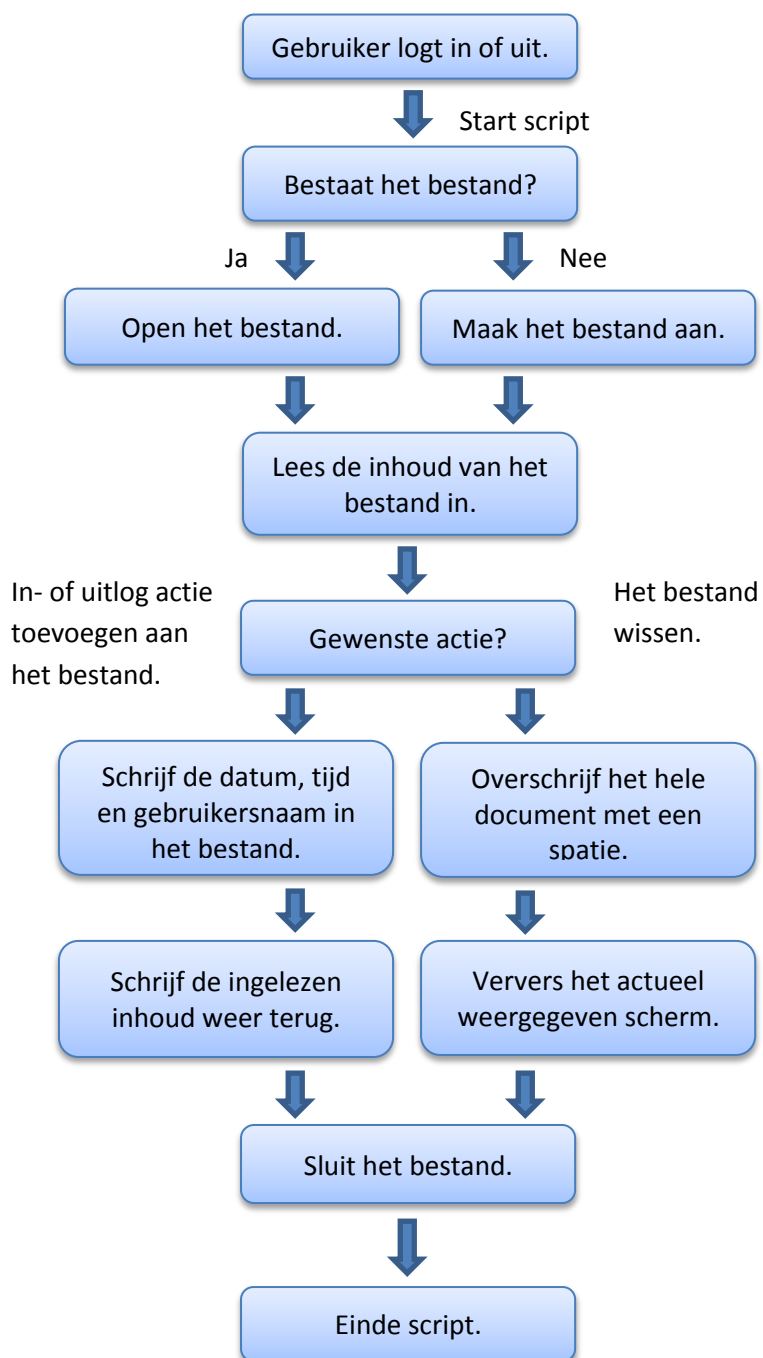 Gebruiker logt in of uit.
Start script
Bestaat het bestand?
Ja
Nee
Open het bestand.
Maak het bestand aan.
Lees de inhoud van het
bestand in.
In- of uitlog actie
toevoegen aan
het bestand.
Gewenste actie?
Het bestand
wissen.
Schrijf de datum, tijd
en gebruikersnaam in
het bestand.
Overschrijf het hele
document met een
spatie.
Schrijf de ingelezen
inhoud weer terug.
Ververs het actueel
weergegeven scherm.
Sluit het bestand.
Einde script.